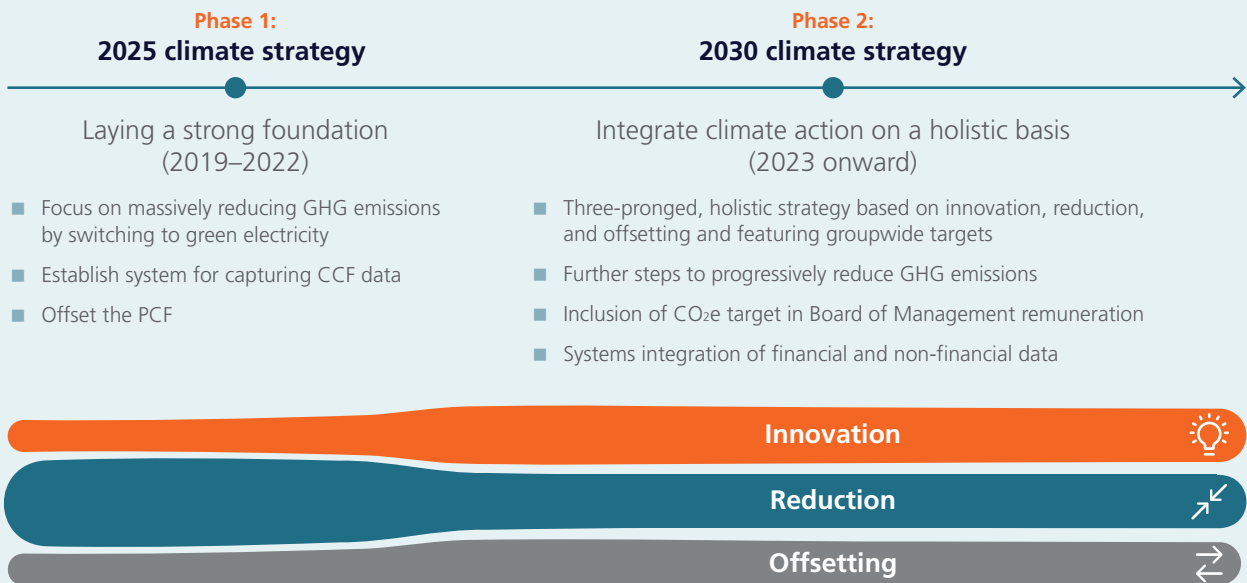 Phase 1:
2025 climate strategy
Laying a strong foundation
(2019–2022)
■ Focus on massively reducing GHG emissions
by switching to green electricity
■ Establish system for capturing CCF data
■ Offset the PCF
Phase 2:
2030 climate strategy
Integrate climate action on a holistic basis
(2023 onward)
■ Three-pronged, holistic strategy based on innovation, reduction,
and offsetting and featuring groupwide targets
■ Further steps to progressively reduce GHG emissions
■ Inclusion of CO2e target in Board of Management remuneration
■ Systems integration of financial and non-financial data
Innovation
Reduction
Offsetting